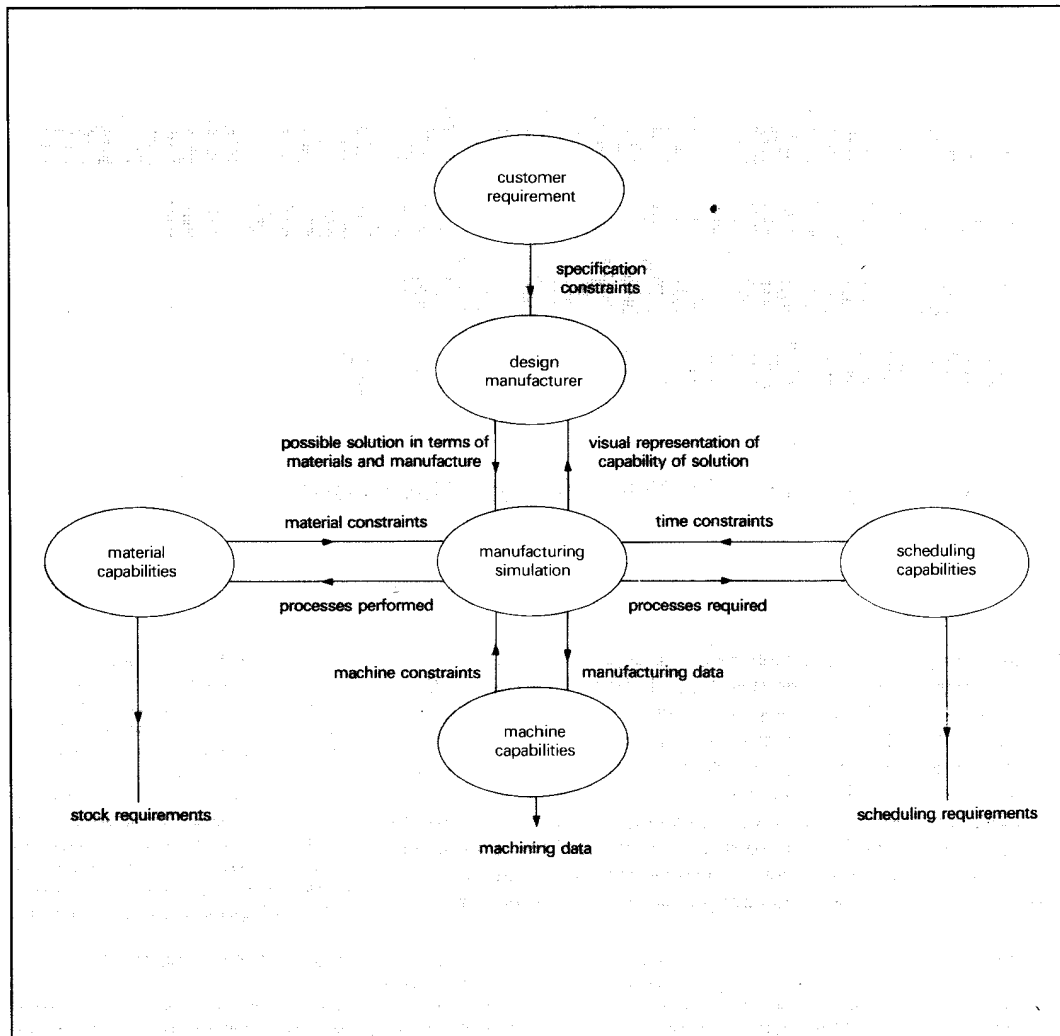 customer
requirement
specification
constraints
design
manufacturer
possible solution in terms of
materials and manufacture
visual representation of
capability of solution
material constraints
time constraints
material
capabilities
manufacturing
simulation
scheduling
capabilities
processes performed
processes required
machine constraints
manufacturing data
machine
capabilities
stock requirements
scheduling requirements
machining data